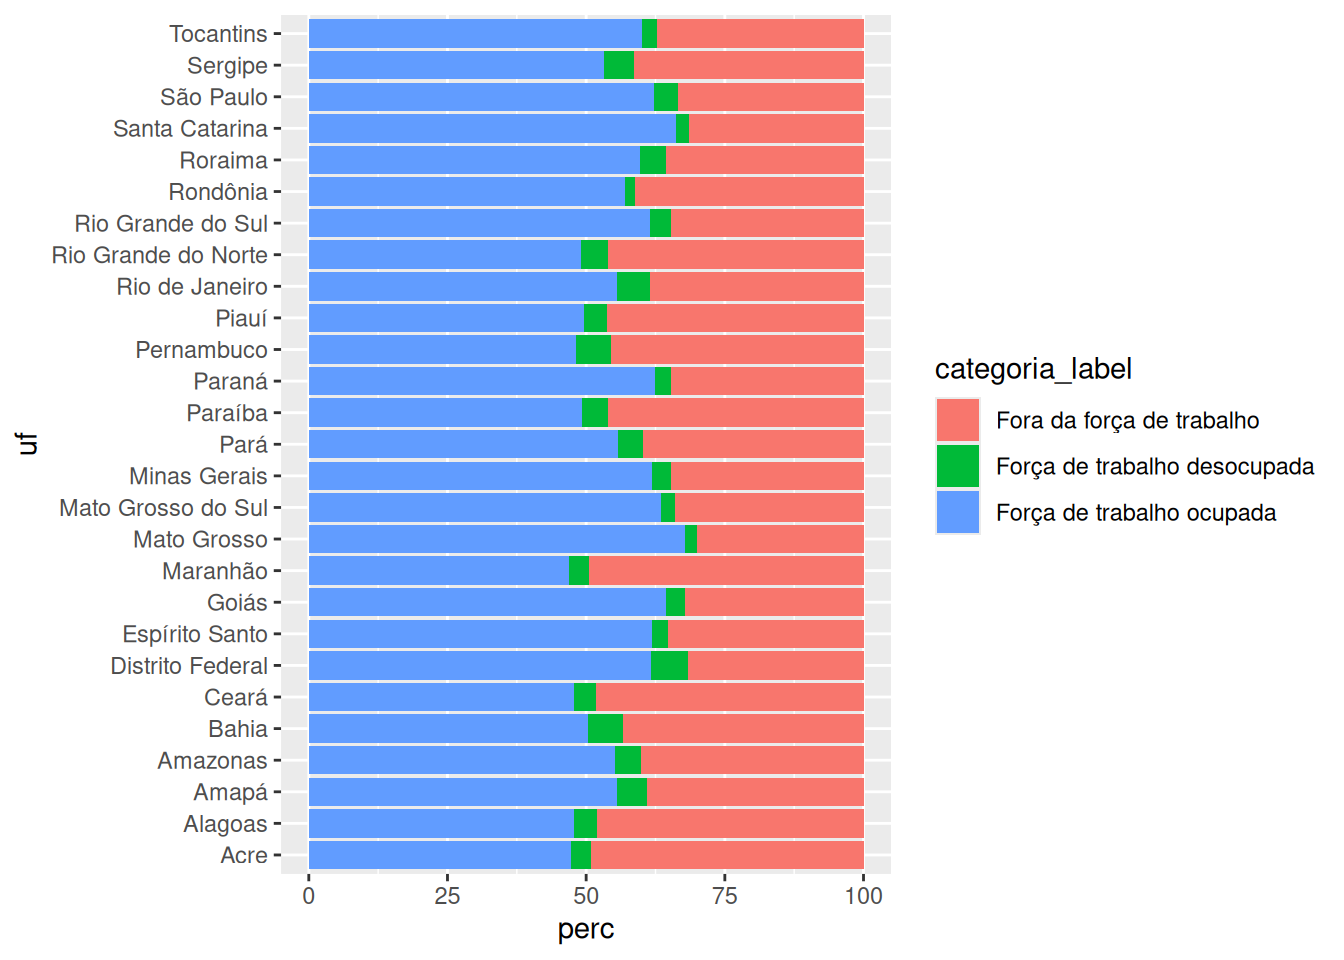 Tocantins
Sergipe
São Paulo
Santa Catarina
Roraima
Rondônia
Rio Grande do Sul
Rio Grande do Norte
Rio de Janeiro
Piauí
Pernambuco
Paraná
Paraíba
Pará
Minas Gerais
Mato Grosso do Sul
Mato Grosso
Maranhão
Goiás
Espírito Santo
Distrito Federal
Ceará
Bahia
Amazonas
Amapá
Alagoas
Acre
uf
0 25 50 75 100
perc
categoria_label
Fora da força de trabalho
Força de trabalho desocupada
Força de trabalho ocupada